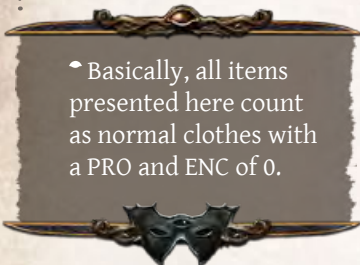 Basically, all items
presented here count
as normal clothes with
a PRO and ENC of 0.